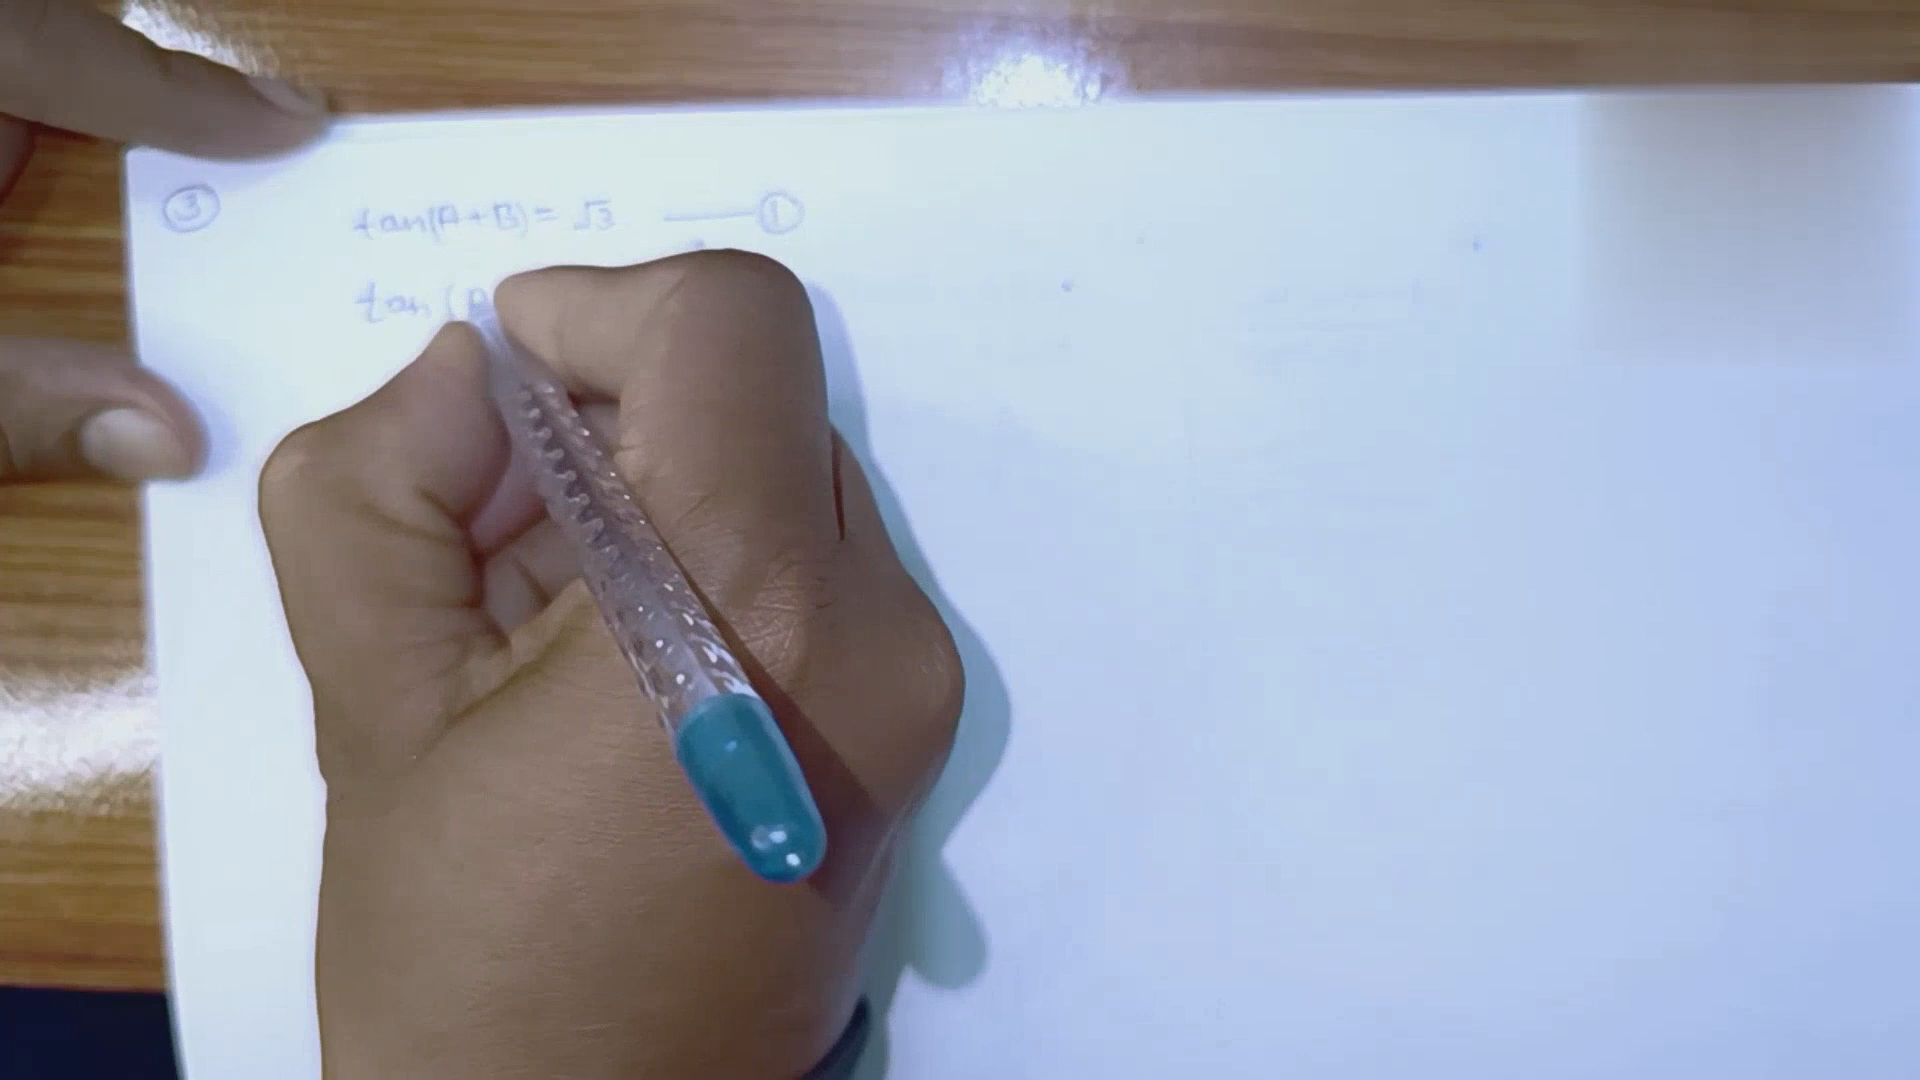 ③ tan(A+B) = √3 —— ①
tan (A